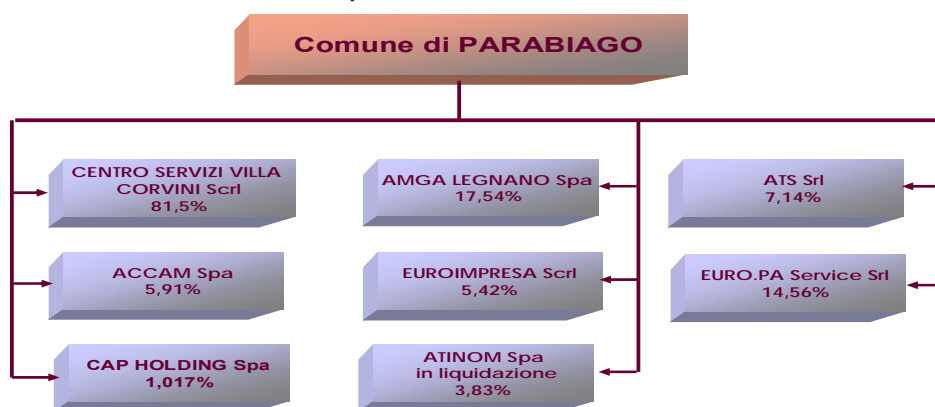 Comune di PARABIAGO
CENTRO SERVIZI VILLA
CORVINI Scrl
81,5%
AMGA LEGNANO Spa
17,54%
ATS Srl
7,14%
ACCAM Spa
5,91%
EUROIMPRESA Scrl
5,42%
EURO.PA Service Srl
14,56%
CAP HOLDING Spa
1,017%
ATINOM Spa
in liquidazione
3,83%